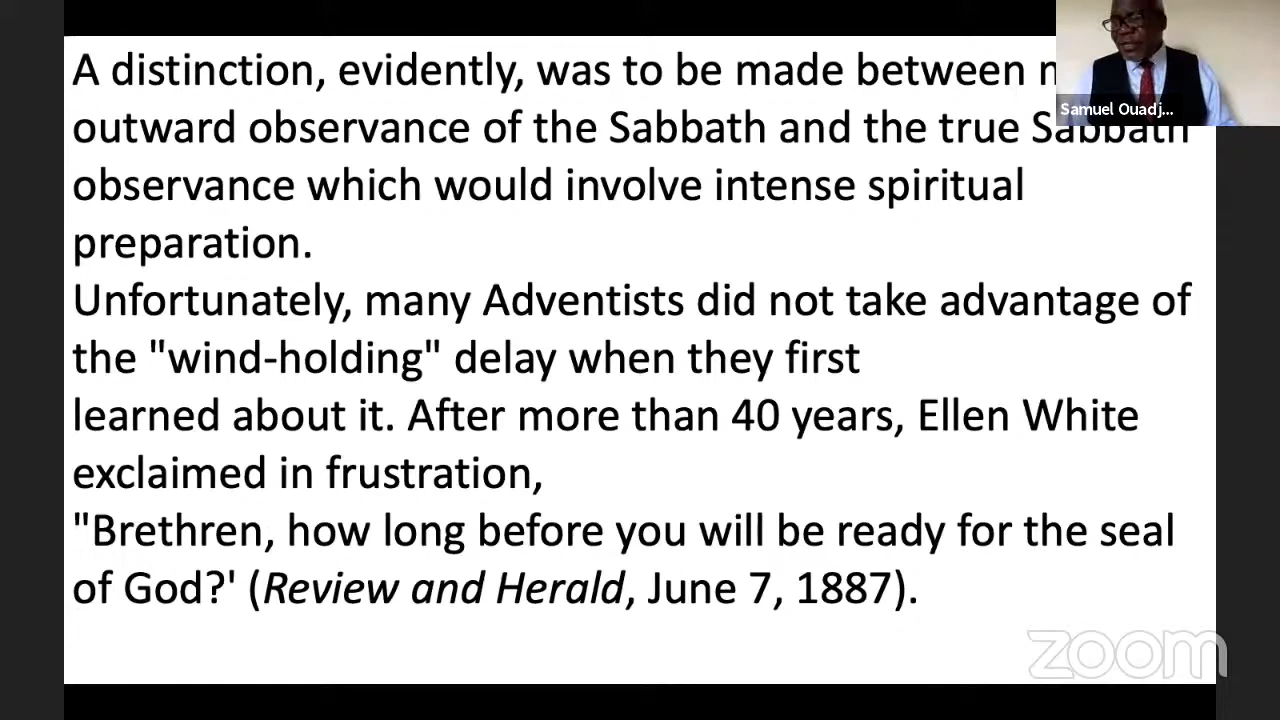 A distinction, evidently, was to be made between
outward observance of the Sabbath and the true Sabbath
observance which would involve intense spiritual
preparation.
Unfortunately, many Adventists did not take advantage of
the "wind-holding" delay when they first
learned about it. After more than 40 years, Ellen White
exclaimed in frustration,
"Brethren, how long before you will be ready for the seal
of God?' (Review and Herald, June 7, 1887).
Samuel Ouadj...
zoom